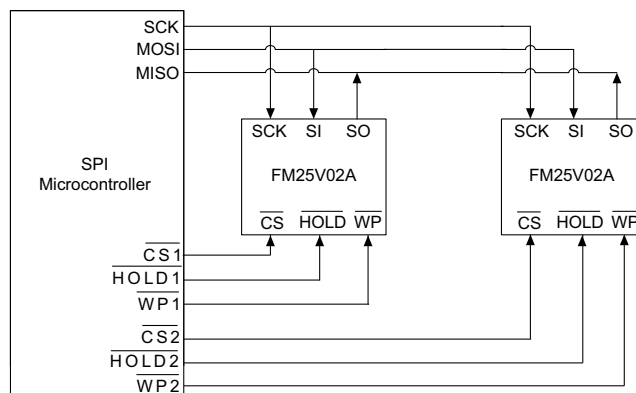 SCK
MOSI
MISO
SCK SI SO
SCK SI SO
SPI
Microcontroller
FM25V02A
FM25V02A
CS HOLD WP
CS HOLD WP
CS1
HOLD1
WP1
CS2
HOLD2
WP2